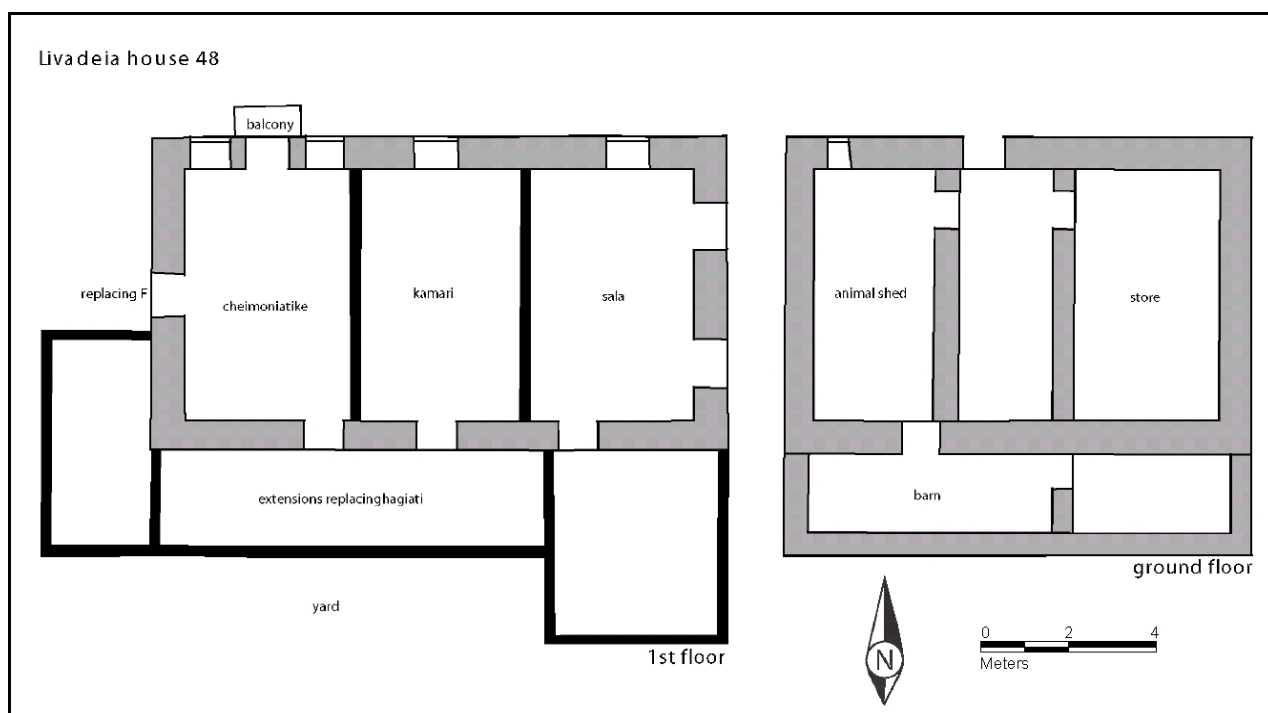 Livadeia house 48
balcony
replacing F
cheimoniatike
kamari
sala
extensions replacinghagiati
yard
1st floor
animal shed
store
barn
ground floor
N
0 2 4
Meters